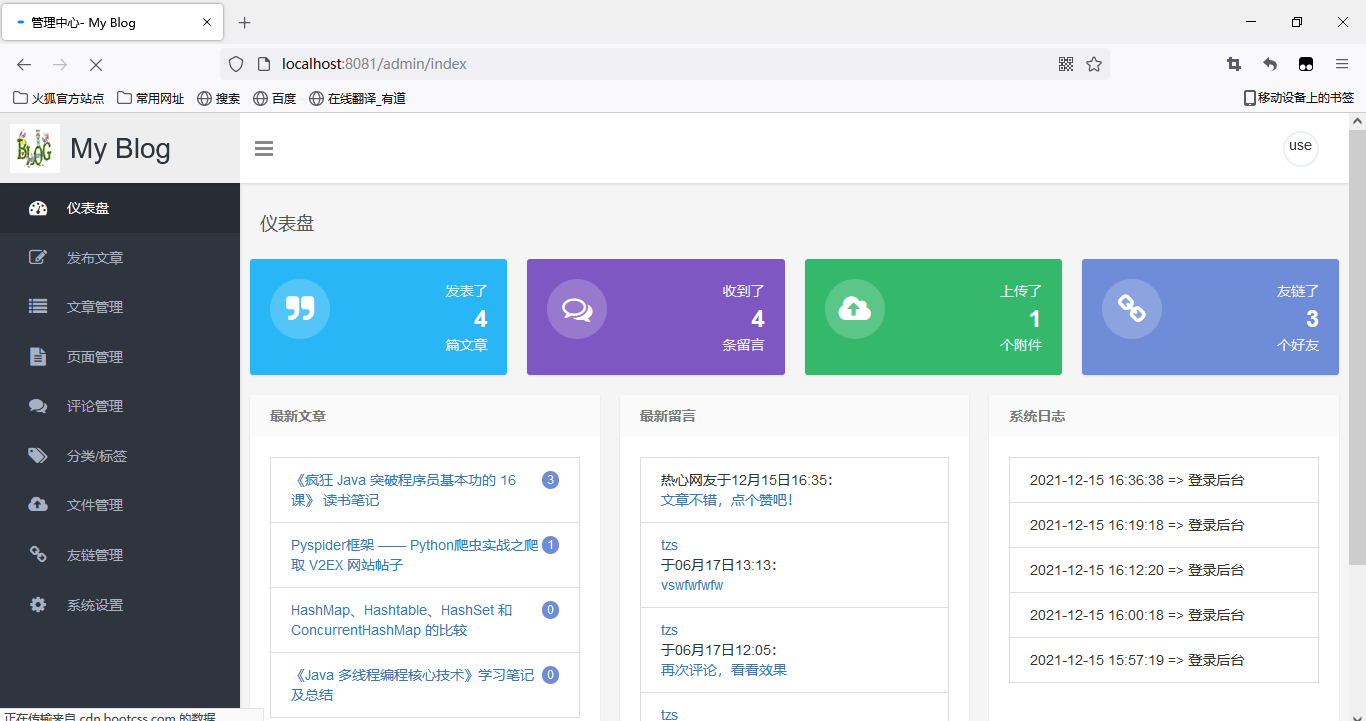 管理中心- My Blog
localhost:8081/admin/index
火狐官方站点 常用网址 搜索 百度 在线翻译_有道 移动设备上的书签
BLOG My Blog
use
仪表盘
发布文章
文章管理
页面管理
评论管理
分类/标签
文件管理
友链管理
系统设置
仪表盘
发表了
4
篇文章
收到了
4
条留言
上传了
1
个附件
友链了
3
个好友
最新文章
《疯狂 Java 突破程序员基本功的 16 3
课》 读书笔记
Pyspider框架 —— Python爬虫实战之爬 1
取 V2EX 网站帖子
HashMap、Hashtable、HashSet 和 0
ConcurrentHashMap 的比较
《Java 多线程编程核心技术》学习笔记 0
及总结
最新留言
热心网友于12月15日16:35：
文章不错，点个赞吧！
tzs
于06月17日13:13：
vswfwfwfw
tzs
于06月17日12:05：
再次评论，看看效果
tzs
系统日志
2021-12-15 16:36:38 => 登录后台
2021-12-15 16:19:18 => 登录后台
2021-12-15 16:12:20 => 登录后台
2021-12-15 16:00:18 => 登录后台
2021-12-15 15:57:19 => 登录后台
正在传输来自 cdn.bootcss.com 的数据